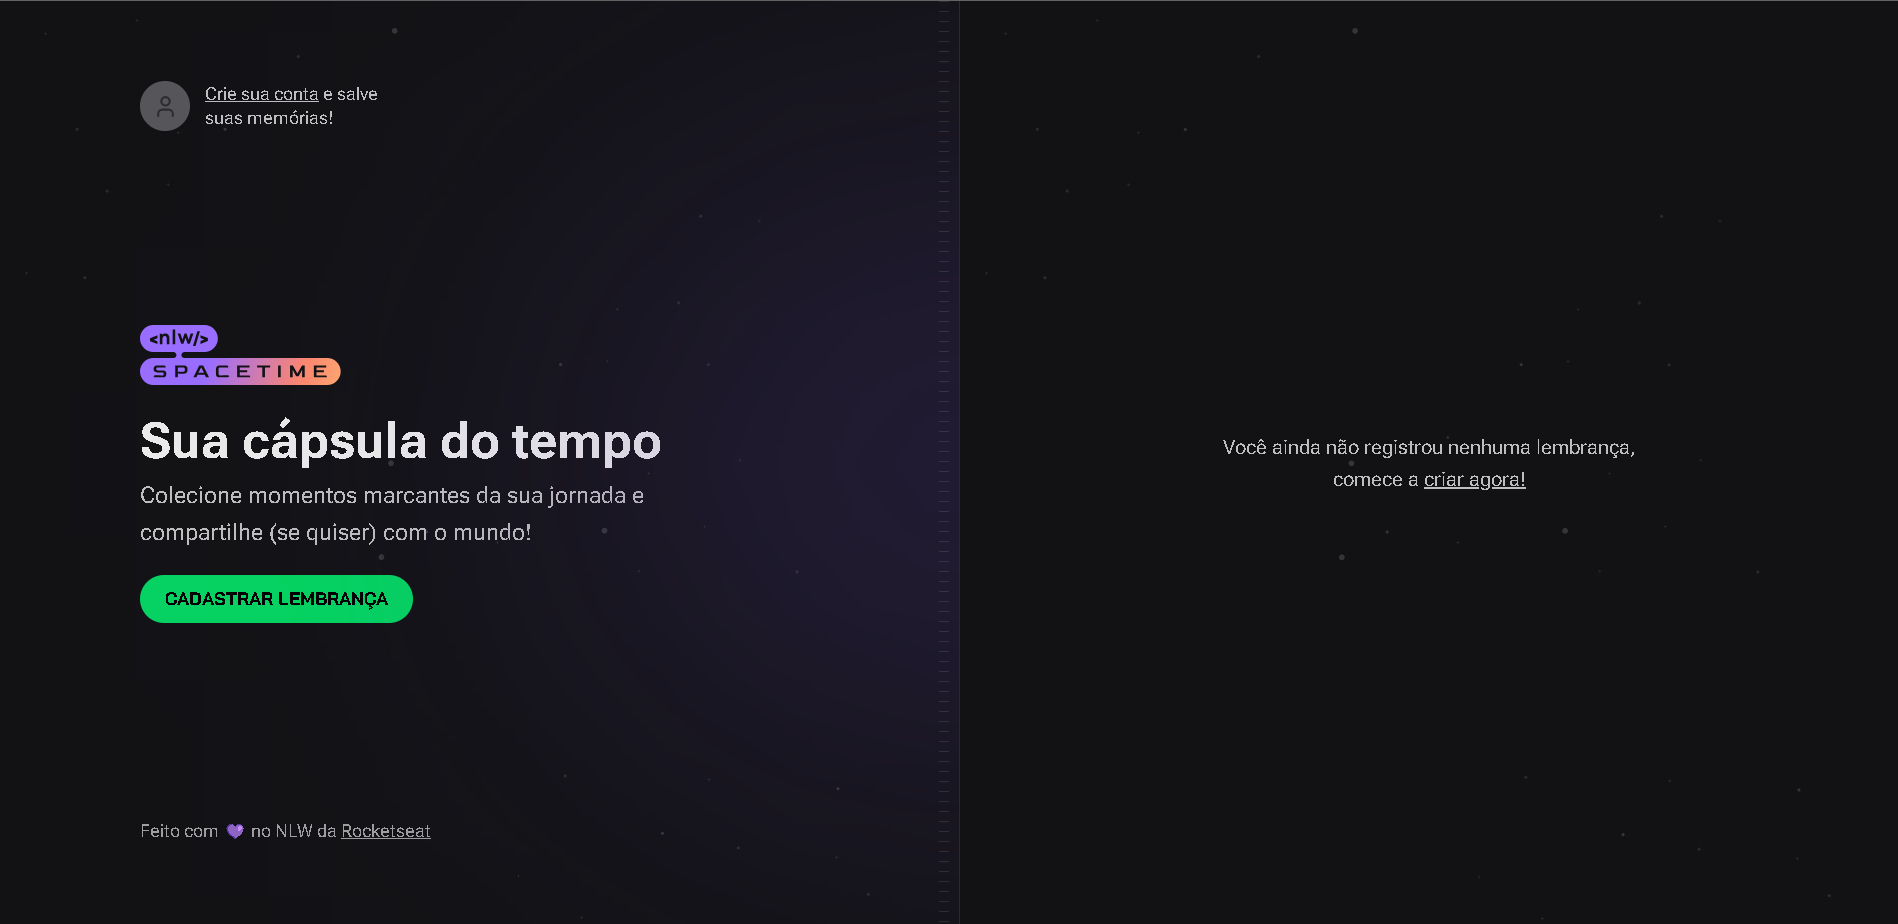 Crie sua conta e salve
suas memórias!
<nlw/>
SPACETIME
Sua cápsula do tempo
Colecione momentos marcantes da sua jornada e
compartilhe (se quiser) com o mundo!
CADASTRAR LEMBRANÇA
Feito com 💜 no NLW da Rocketseat
Você ainda não registrou nenhuma lembrança,
comece a criar agora!